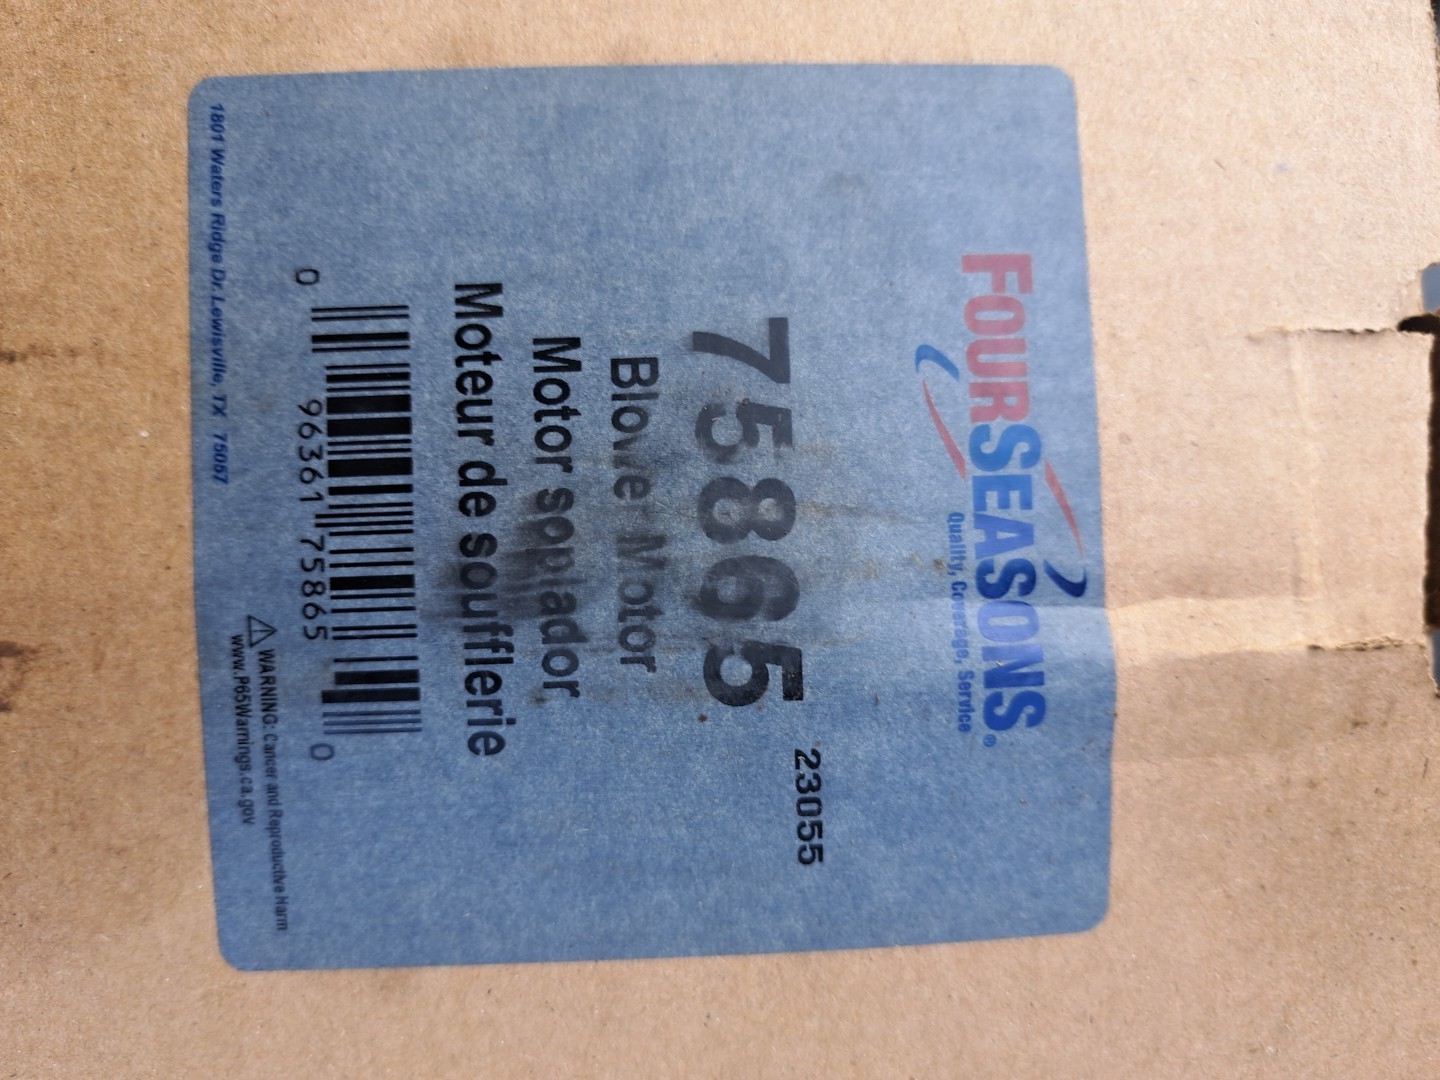 FOURSEASONS®
Quality, Coverage, Service
23055
75865
Blower Motor
Motor soplador
Moteur de soufflerie
0 96361 75865 0
⚠ WARNING: Cancer and Reproductive Harm
www.P65Warnings.ca.gov
1801 Waters Ridge Dr. Lewisville, TX 75057